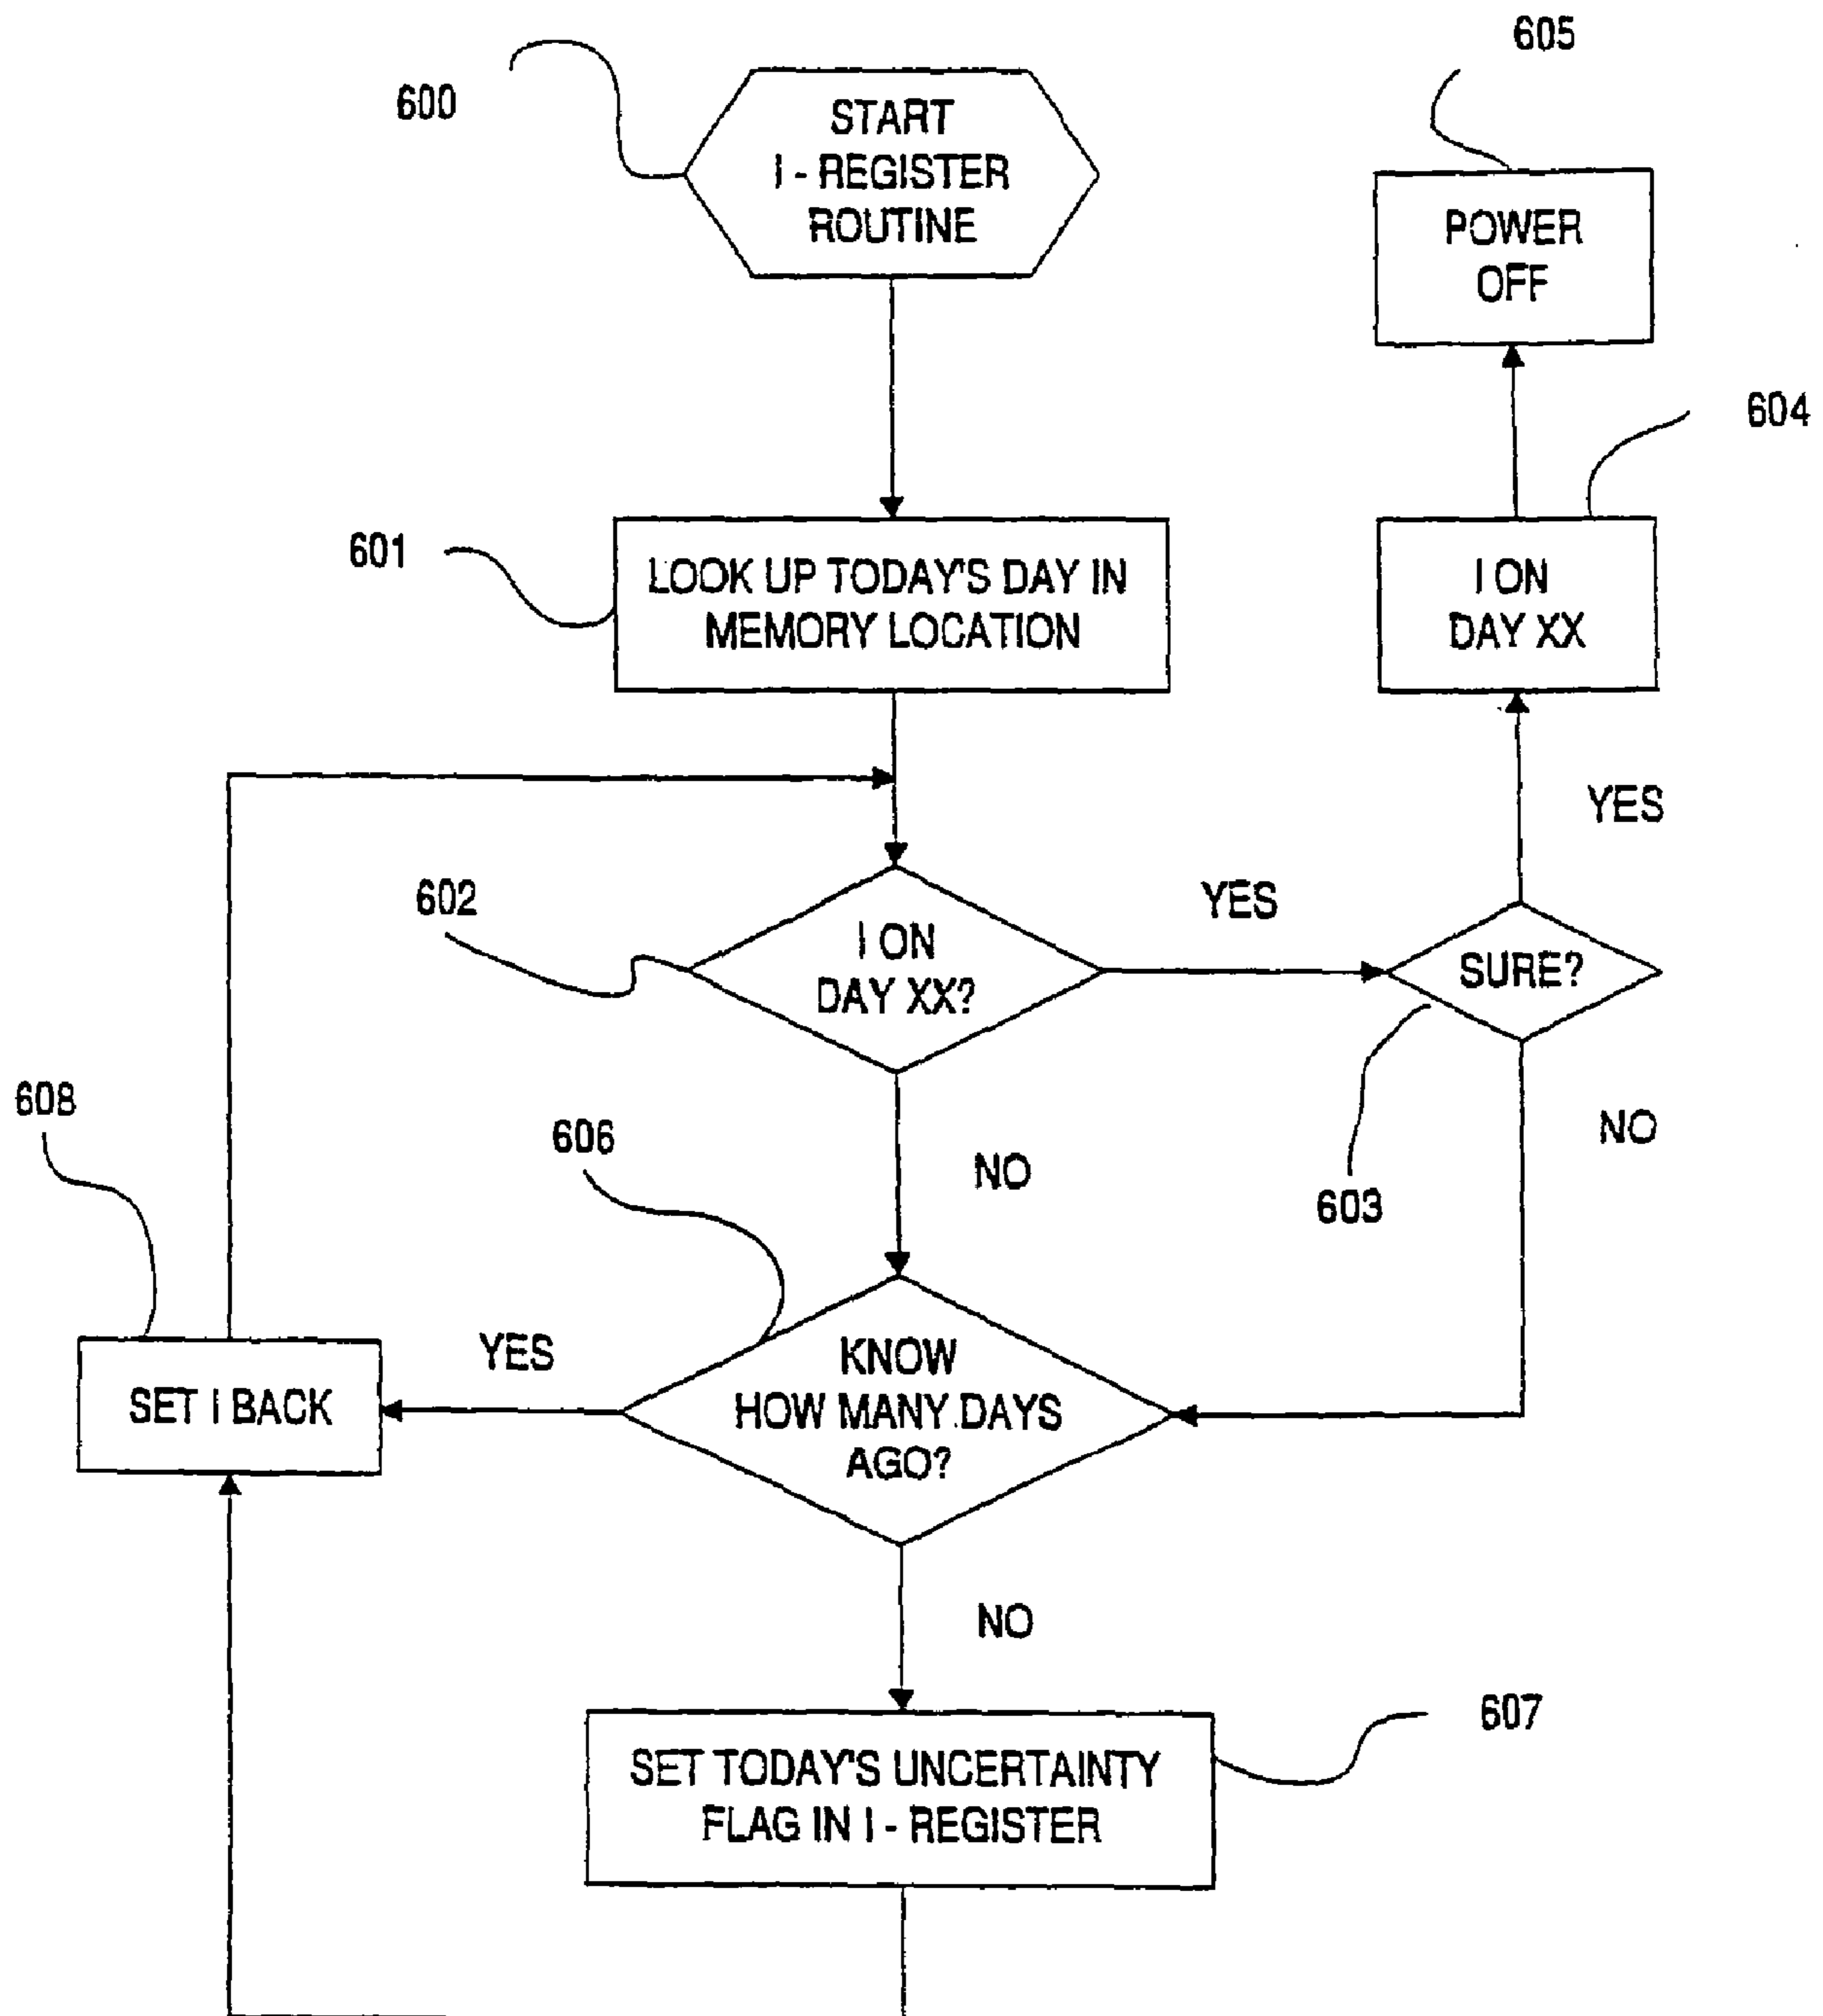 605
600
START
I - REGISTER
ROUTINE
POWER
OFF
604
601
LOOK UP TODAY'S DAY IN
MEMORY LOCATION
I ON
DAY XX
YES
602
YES
I ON
DAY XX?
SURE?
608
606
NO
NO
603
YES
KNOW
HOW MANY DAYS
AGO?
SET I BACK
NO
607
SET TODAY'S UNCERTAINTY
FLAG IN I - REGISTER